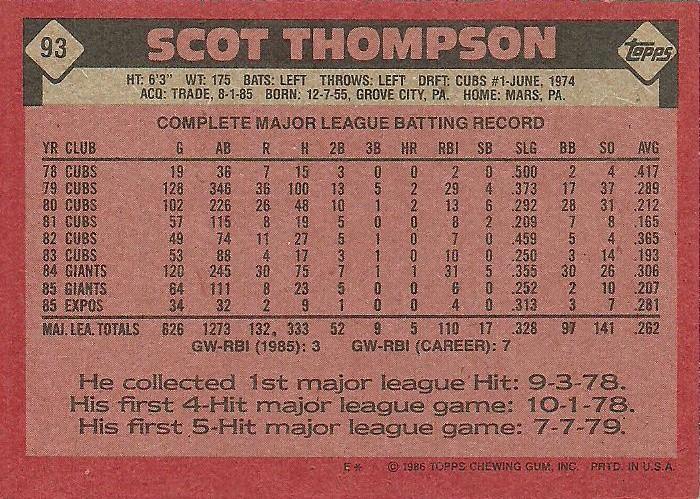 93
SCOT THOMPSON
TOPPS
HT: 6'3" WT: 175 BATS: LEFT THROWS: LEFT DRFT: CUBS #1-JUNE, 1974
ACQ: TRADE, 8-1-85 BORN: 12-7-55, GROVE CITY, PA. HOME: MARS, PA.
COMPLETE MAJOR LEAGUE BATTING RECORD
YR CLUB G AB R H 2B 3B HR RBI SB SLG BB SO AVG
78 CUBS 19 36 7 15 3 0 0 2 0 .500 2 4 .417
79 CUBS 128 346 36 100 13 5 2 29 4 .373 17 37 .289
80 CUBS 102 226 26 48 10 1 2 13 6 .292 28 31 .212
81 CUBS 57 115 8 19 5 0 0 8 2 .209 7 8 .165
82 CUBS 49 74 11 27 5 1 0 7 0 .459 5 4 .365
83 CUBS 53 88 4 17 3 1 0 10 0 .250 3 14 .193
84 GIANTS 120 245 30 75 7 1 1 31 5 .355 30 26 .306
85 GIANTS 64 111 8 23 5 0 0 6 0 .252 2 10 .207
85 EXPOS 34 32 2 9 1 0 0 4 0 .313 3 7 .281
MAJ. LEA. TOTALS 626 1273 132 333 52 9 5 110 17 .328 97 141 .262
GW-RBI (1985): 3 GW-RBI (CAREER): 7
He collected 1st major league Hit: 9-3-78.
His first 4-Hit major league game: 10-1-78.
His first 5-Hit major league game: 7-7-79.
E* © 1986 TOPPS CHEWING GUM, INC. PRTD. IN U.S.A.